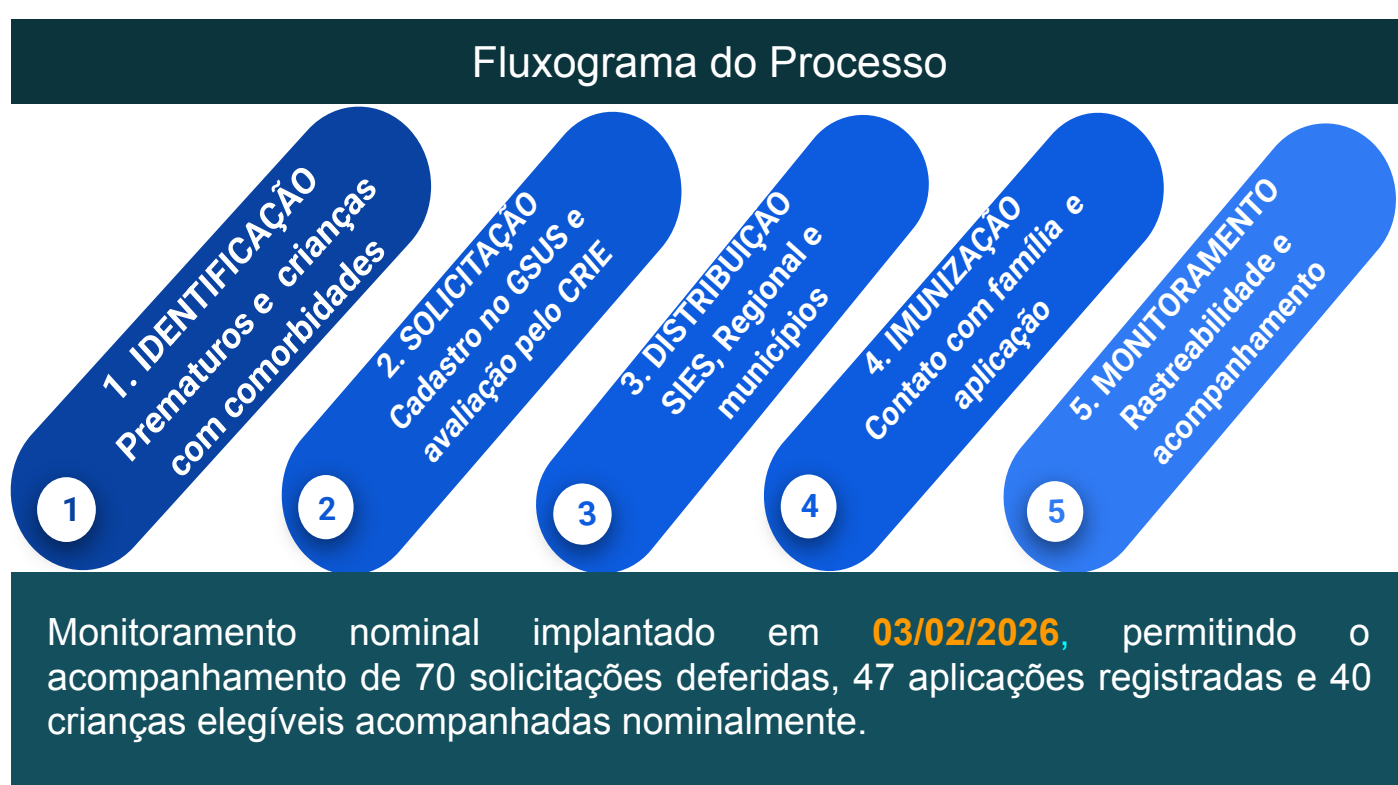 Fluxograma do Processo
1. IDENTIFICAÇÃO
Prematuros e crianças
com comorbidades
1
2. SOLICITAÇÃO
Cadastro no GSUS e
avaliação pelo CRIE
2
3. DISTRIBUIÇÃO
SIES, Regional e
municípios
3
4. IMUNIZAÇÃO
Contato com família e
aplicação
4
5. MONITORAMENTO
Rastreabilidade e
acompanhamento
5
Monitoramento nominal implantado em 03/02/2026, permitindo o
acompanhamento de 70 solicitações deferidas, 47 aplicações registradas e 40
crianças elegíveis acompanhadas nominalmente.